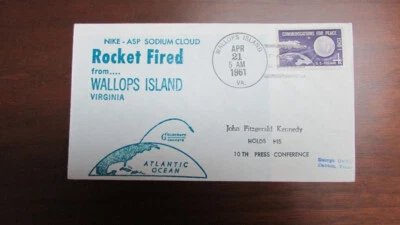 NIKE - ASP SODIUM CLOUD
Rocket Fired
from....
WALLOPS ISLAND
VIRGINIA
ATLANTIC
OCEAN
WALLOPS ISLAND
APR
21
5 AM
1961
VA.
COMMUNICATIONS FOR PEACE
John Fitzgerald Kennedy
HOLDS HIS
10TH PRESS CONFERENCE
George